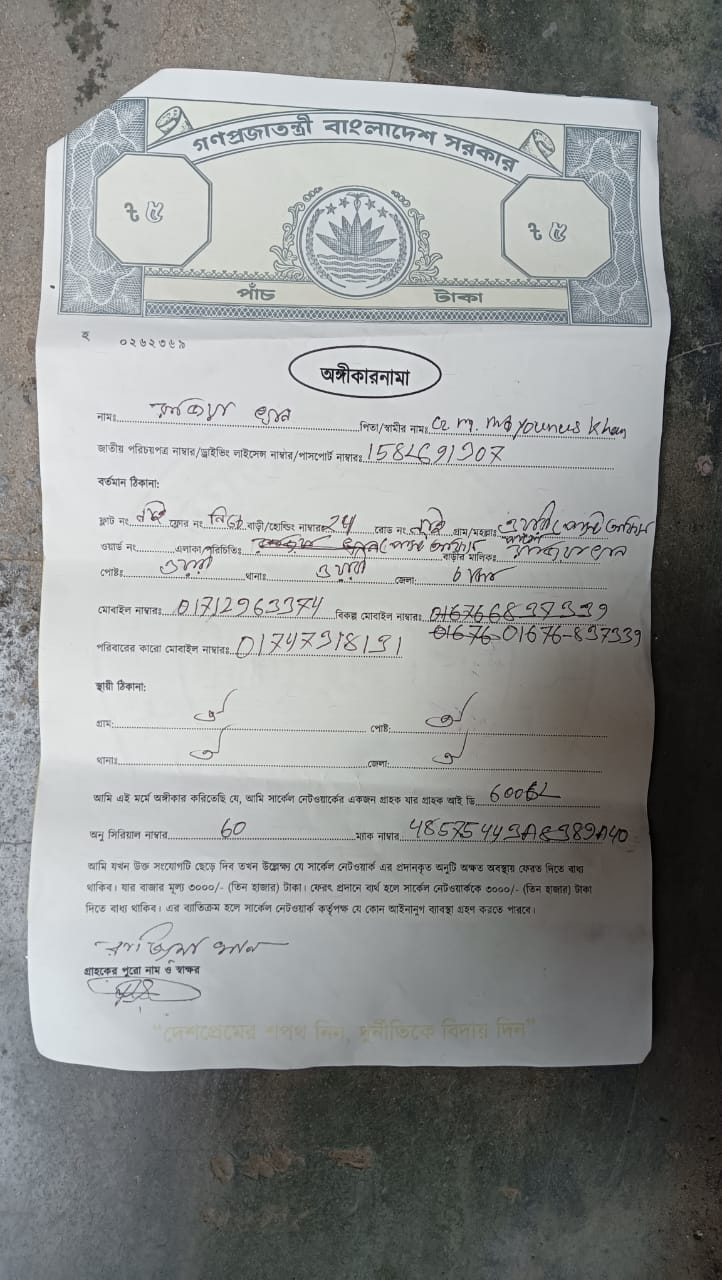 গণপ্রজাতন্ত্রী বাংলাদেশ সরকার
৳ ৫ ৳ ৫
পাঁচ টাকা
ই
০২৬২৩৬৯
অঙ্গীকারনামা
নামঃ খান পিতা/স্বামীর নামঃ Md younus Khan
জাতীয় পরিচয়পত্র নাম্বার/ড্রাইভিং লাইসেন্স নাম্বার/পাসপোর্ট নাম্বারঃ 1584691907
বর্তমান ঠিকানা:
ফ্লাট নং নাই ফ্লোর নং নিচে বাড়ী/হোল্ডিং নাম্বারঃ 24 রোড নং নাই গ্রাম/মহল্লাঃ
ওয়ার্ড নং এলাকা/পরিচিতিঃ বাড়ীর মালিকঃ
পোষ্টঃ থানাঃ জেলা:
মোবাইল নাম্বারঃ 01712963374 বিকল্প মোবাইল নাম্বারঃ
01676-837339
পরিবারের কারো মোবাইল নাম্বারঃ 01747318131
স্থায়ী ঠিকানা:
গ্রাম: ঐ পোষ্ট: ঐ
থানাঃ ঐ জেলা: ঐ
আমি এই মর্মে অঙ্গীকার করিতেছি যে, আমি সার্কেল নেটওয়ার্কের একজন গ্রাহক যার গ্রাহক আই ডি
অনু সিরিয়াল নাম্বার 60 ম্যাক নাম্বার
আমি যখন উক্ত সংযোগটি ছেড়ে দিব তখন উল্লেখ্য যে সার্কেল নেটওয়ার্ক এর প্রদানকৃত অনুটি অক্ষত অবস্থায় ফেরত দিতে বাধ্য
থাকিব। যার বাজার মূল্য ৩০০০/- (তিন হাজার) টাকা। ফেরৎ প্রদানে ব্যর্থ হলে সার্কেল নেটওয়ার্ককে ৩০০০/- (তিন হাজার) টাকা
দিতে বাধ্য থাকিব। এর ব্যতিক্রম হলে সার্কেল নেটওয়ার্ক কর্তৃপক্ষ যে কোন আইনানুগ ব্যবস্থা গ্রহণ করতে পারবে।
গ্রাহকের পুরো নাম ও স্বাক্ষর
“দেশপ্রেমের শপথ নিন, দুর্নীতিকে বিদায় দিন”